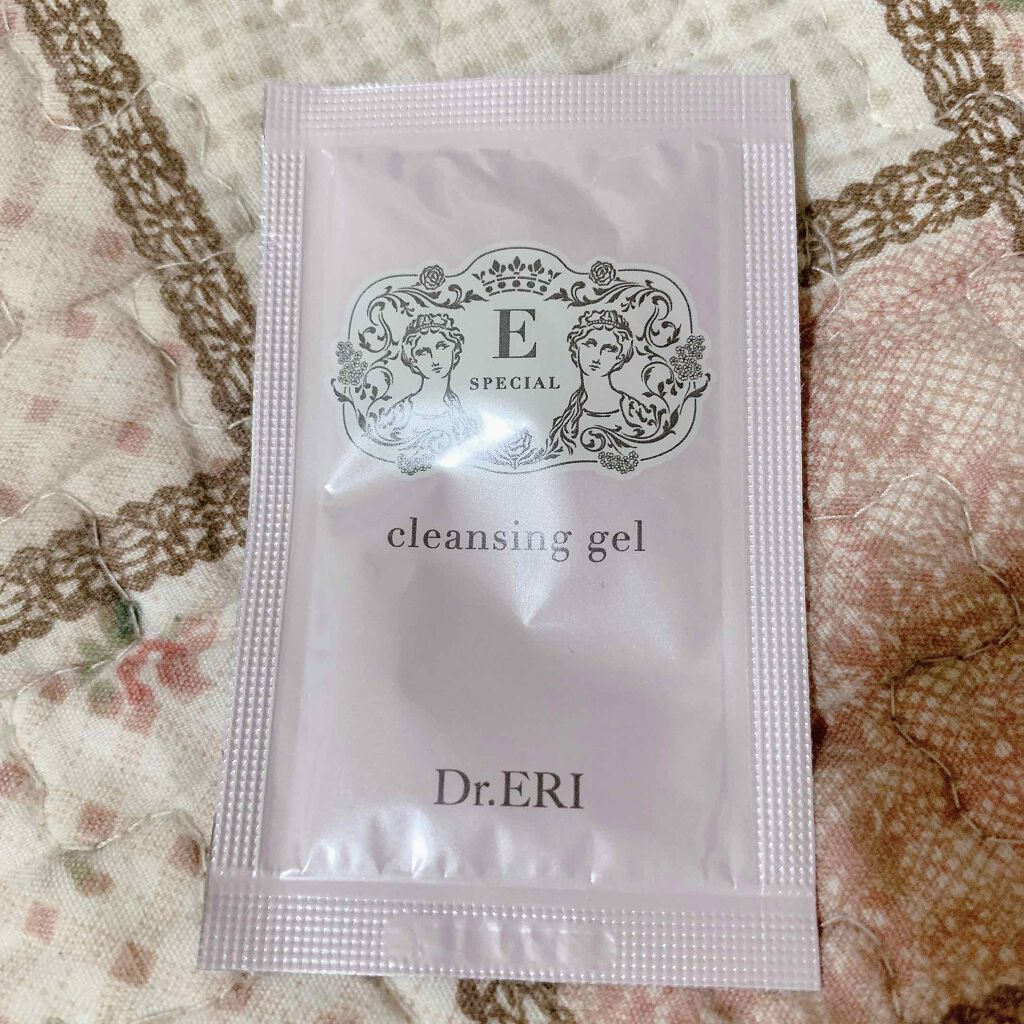 E
SPECIAL
cleansing gel
Dr.ERI